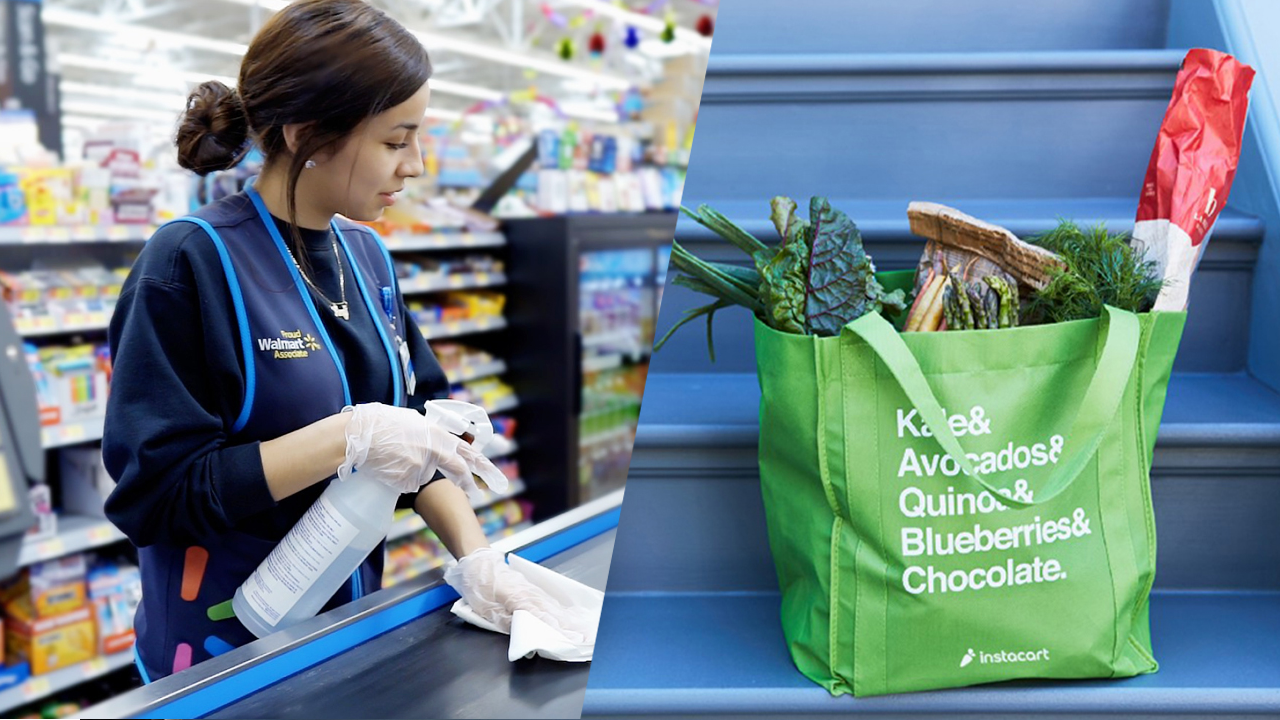 Proud
Walmart
Associate
Kale&
Avocados&
Quinoa&
Blueberries&
Chocolate.
instacart